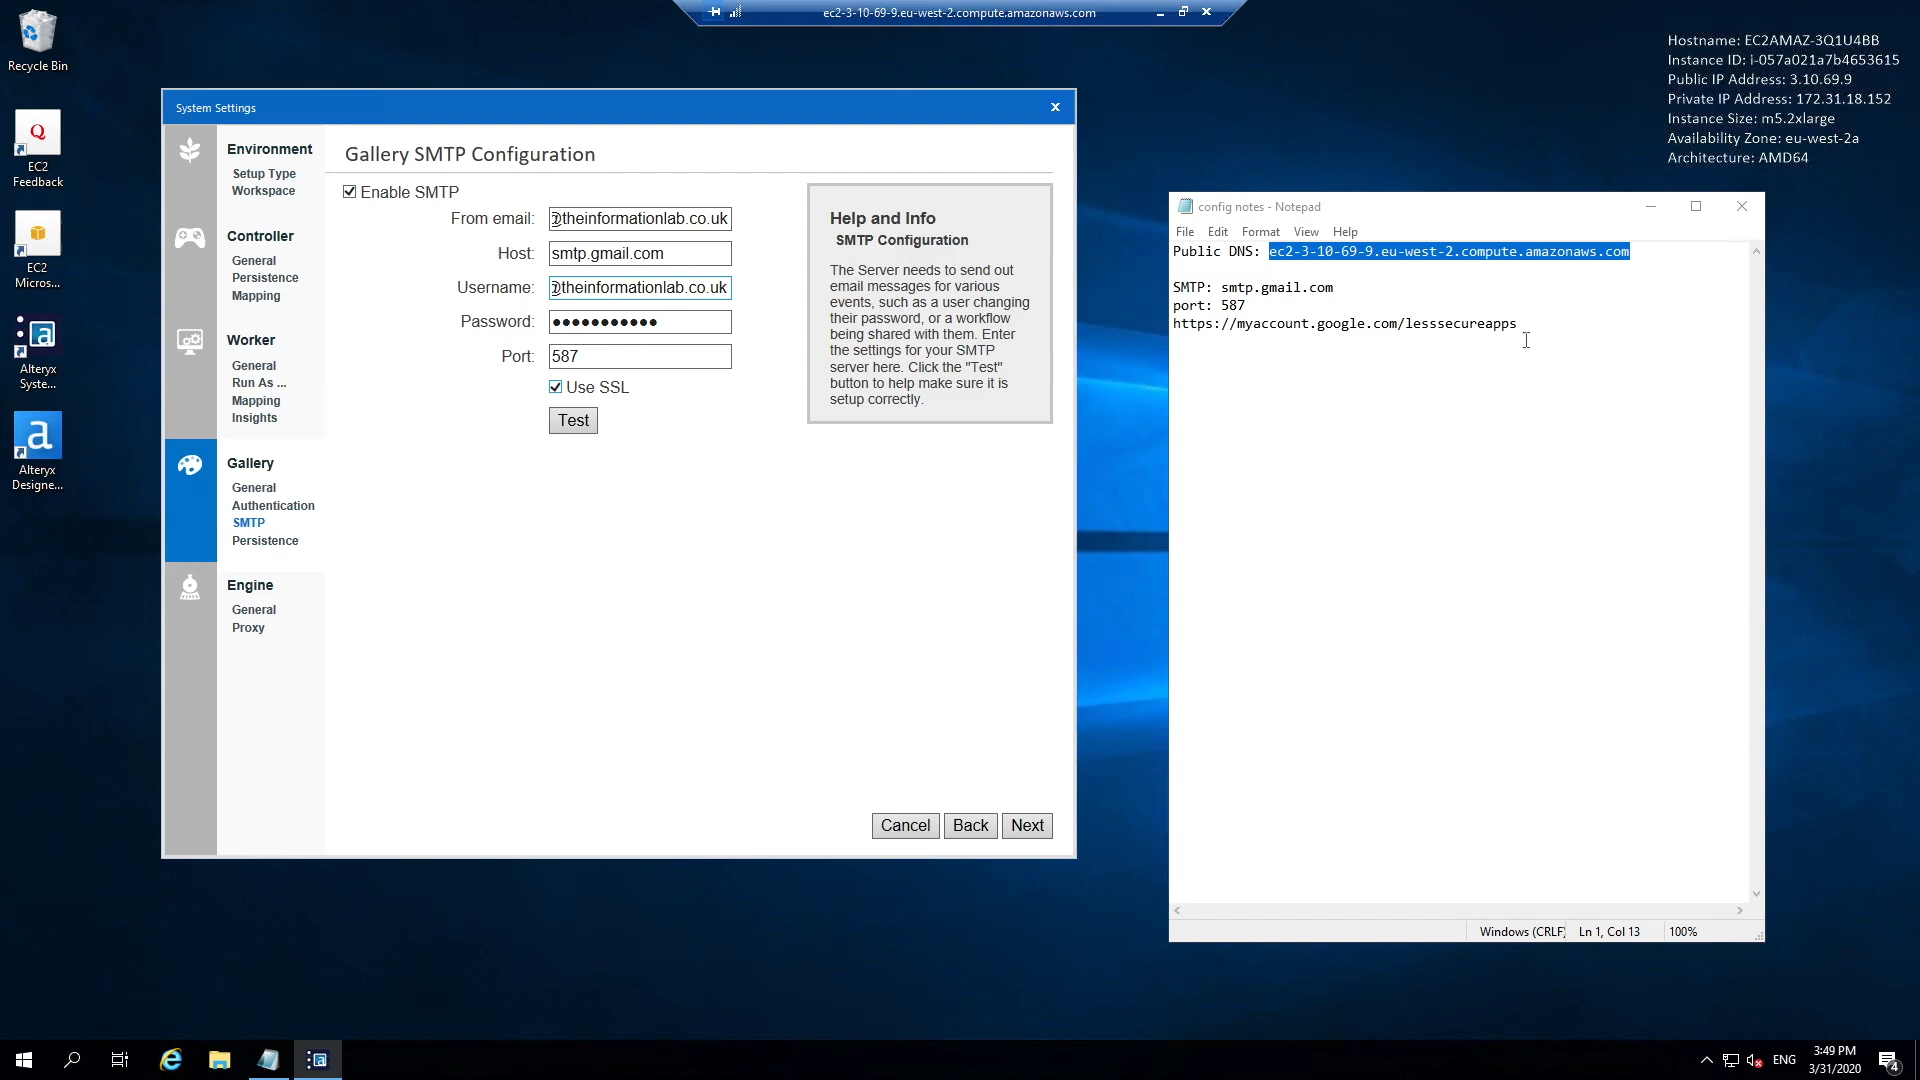 ec2-3-10-69-9.eu-west-2.compute.amazonaws.com
Recycle Bin
EC2
Feedback
EC2
Micros...
Alteryx
Syste...
Alteryx
Designe...
Hostname: EC2AMAZ-3Q1U4BB
Instance ID: i-057a021a7b4653615
Public IP Address: 3.10.69.9
Private IP Address: 172.31.18.152
Instance Size: m5.2xlarge
Availability Zone: eu-west-2a
Architecture: AMD64
System Settings
Environment
Setup Type
Workspace
Controller
General
Persistence
Mapping
Worker
General
Run As ...
Mapping
Insights
Gallery
General
Authentication
SMTP
Persistence
Engine
General
Proxy
Gallery SMTP Configuration
Enable SMTP
From email: @theinformationlab.co.uk
Host: smtp.gmail.com
Username: @theinformationlab.co.uk
Password: ●●●●●●●●●●●
Port: 587
Use SSL
Test
Help and Info
SMTP Configuration
The Server needs to send out
email messages for various
events, such as a user changing
their password, or a workflow
being shared with them. Enter
the settings for your SMTP
server here. Click the "Test"
button to help make sure it is
setup correctly.
Cancel Back Next
config notes - Notepad
File Edit Format View Help
Public DNS: ec2-3-10-69-9.eu-west-2.compute.amazonaws.com
SMTP: smtp.gmail.com
port: 587
https://myaccount.google.com/lesssecureapps
Windows (CRLF) Ln 1, Col 13 100%
ENG
3:49 PM
3/31/2020
4